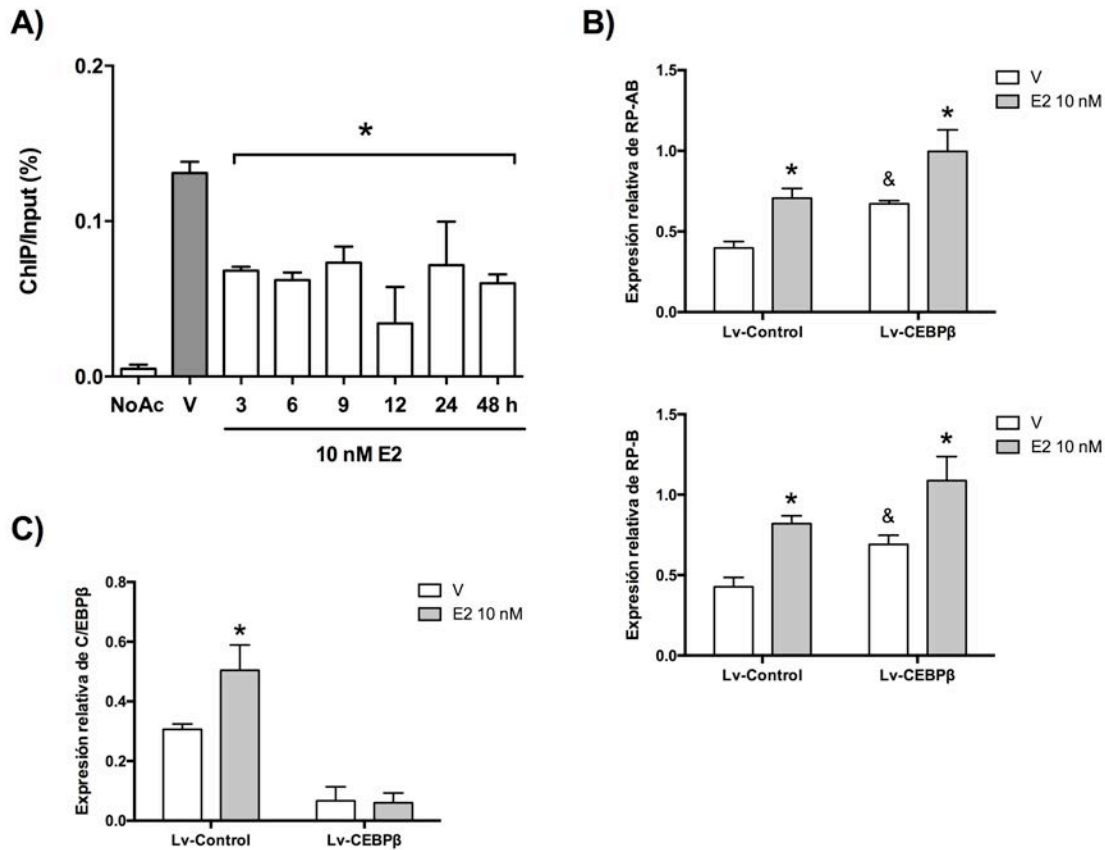 A)
ChIP/Input (%)
0.2
0.1
0.0
*
NoAc V 3 6 9 12 24 48 h
10 nM E2
B)
Expresión relativa de RP-AB
1.5
1.0
0.5
0.0
V
E2 10 nM
*
&
*
Lv-Control Lv-CEBPβ
Expresión relativa de RP-B
1.5
1.0
0.5
0.0
V
E2 10 nM
*
&
*
Lv-Control Lv-CEBPβ
C)
Expresión relativa de C/EBPβ
0.8
0.6
0.4
0.2
0.0
V
E2 10 nM
*
Lv-Control Lv-CEBPβ